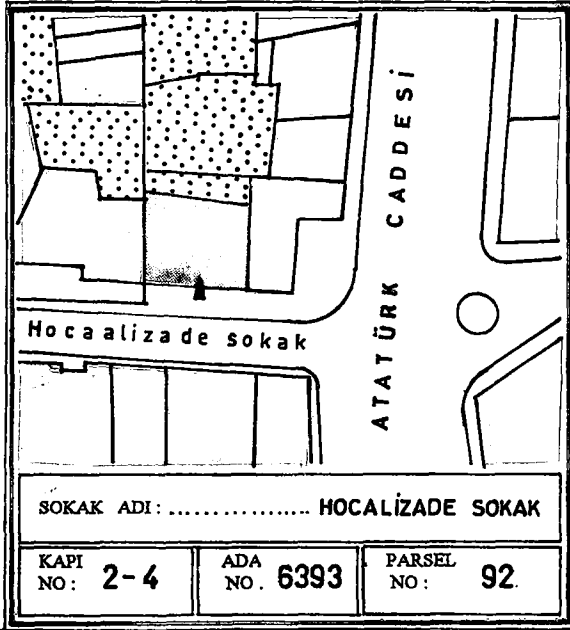 ATATÜRK CADDESİ
Hocaalizade sokak
SOKAK ADI: ................. HOCALİZADE SOKAK
KAPI NO: 2-4
ADA NO. 6393
PARSEL NO: 92.